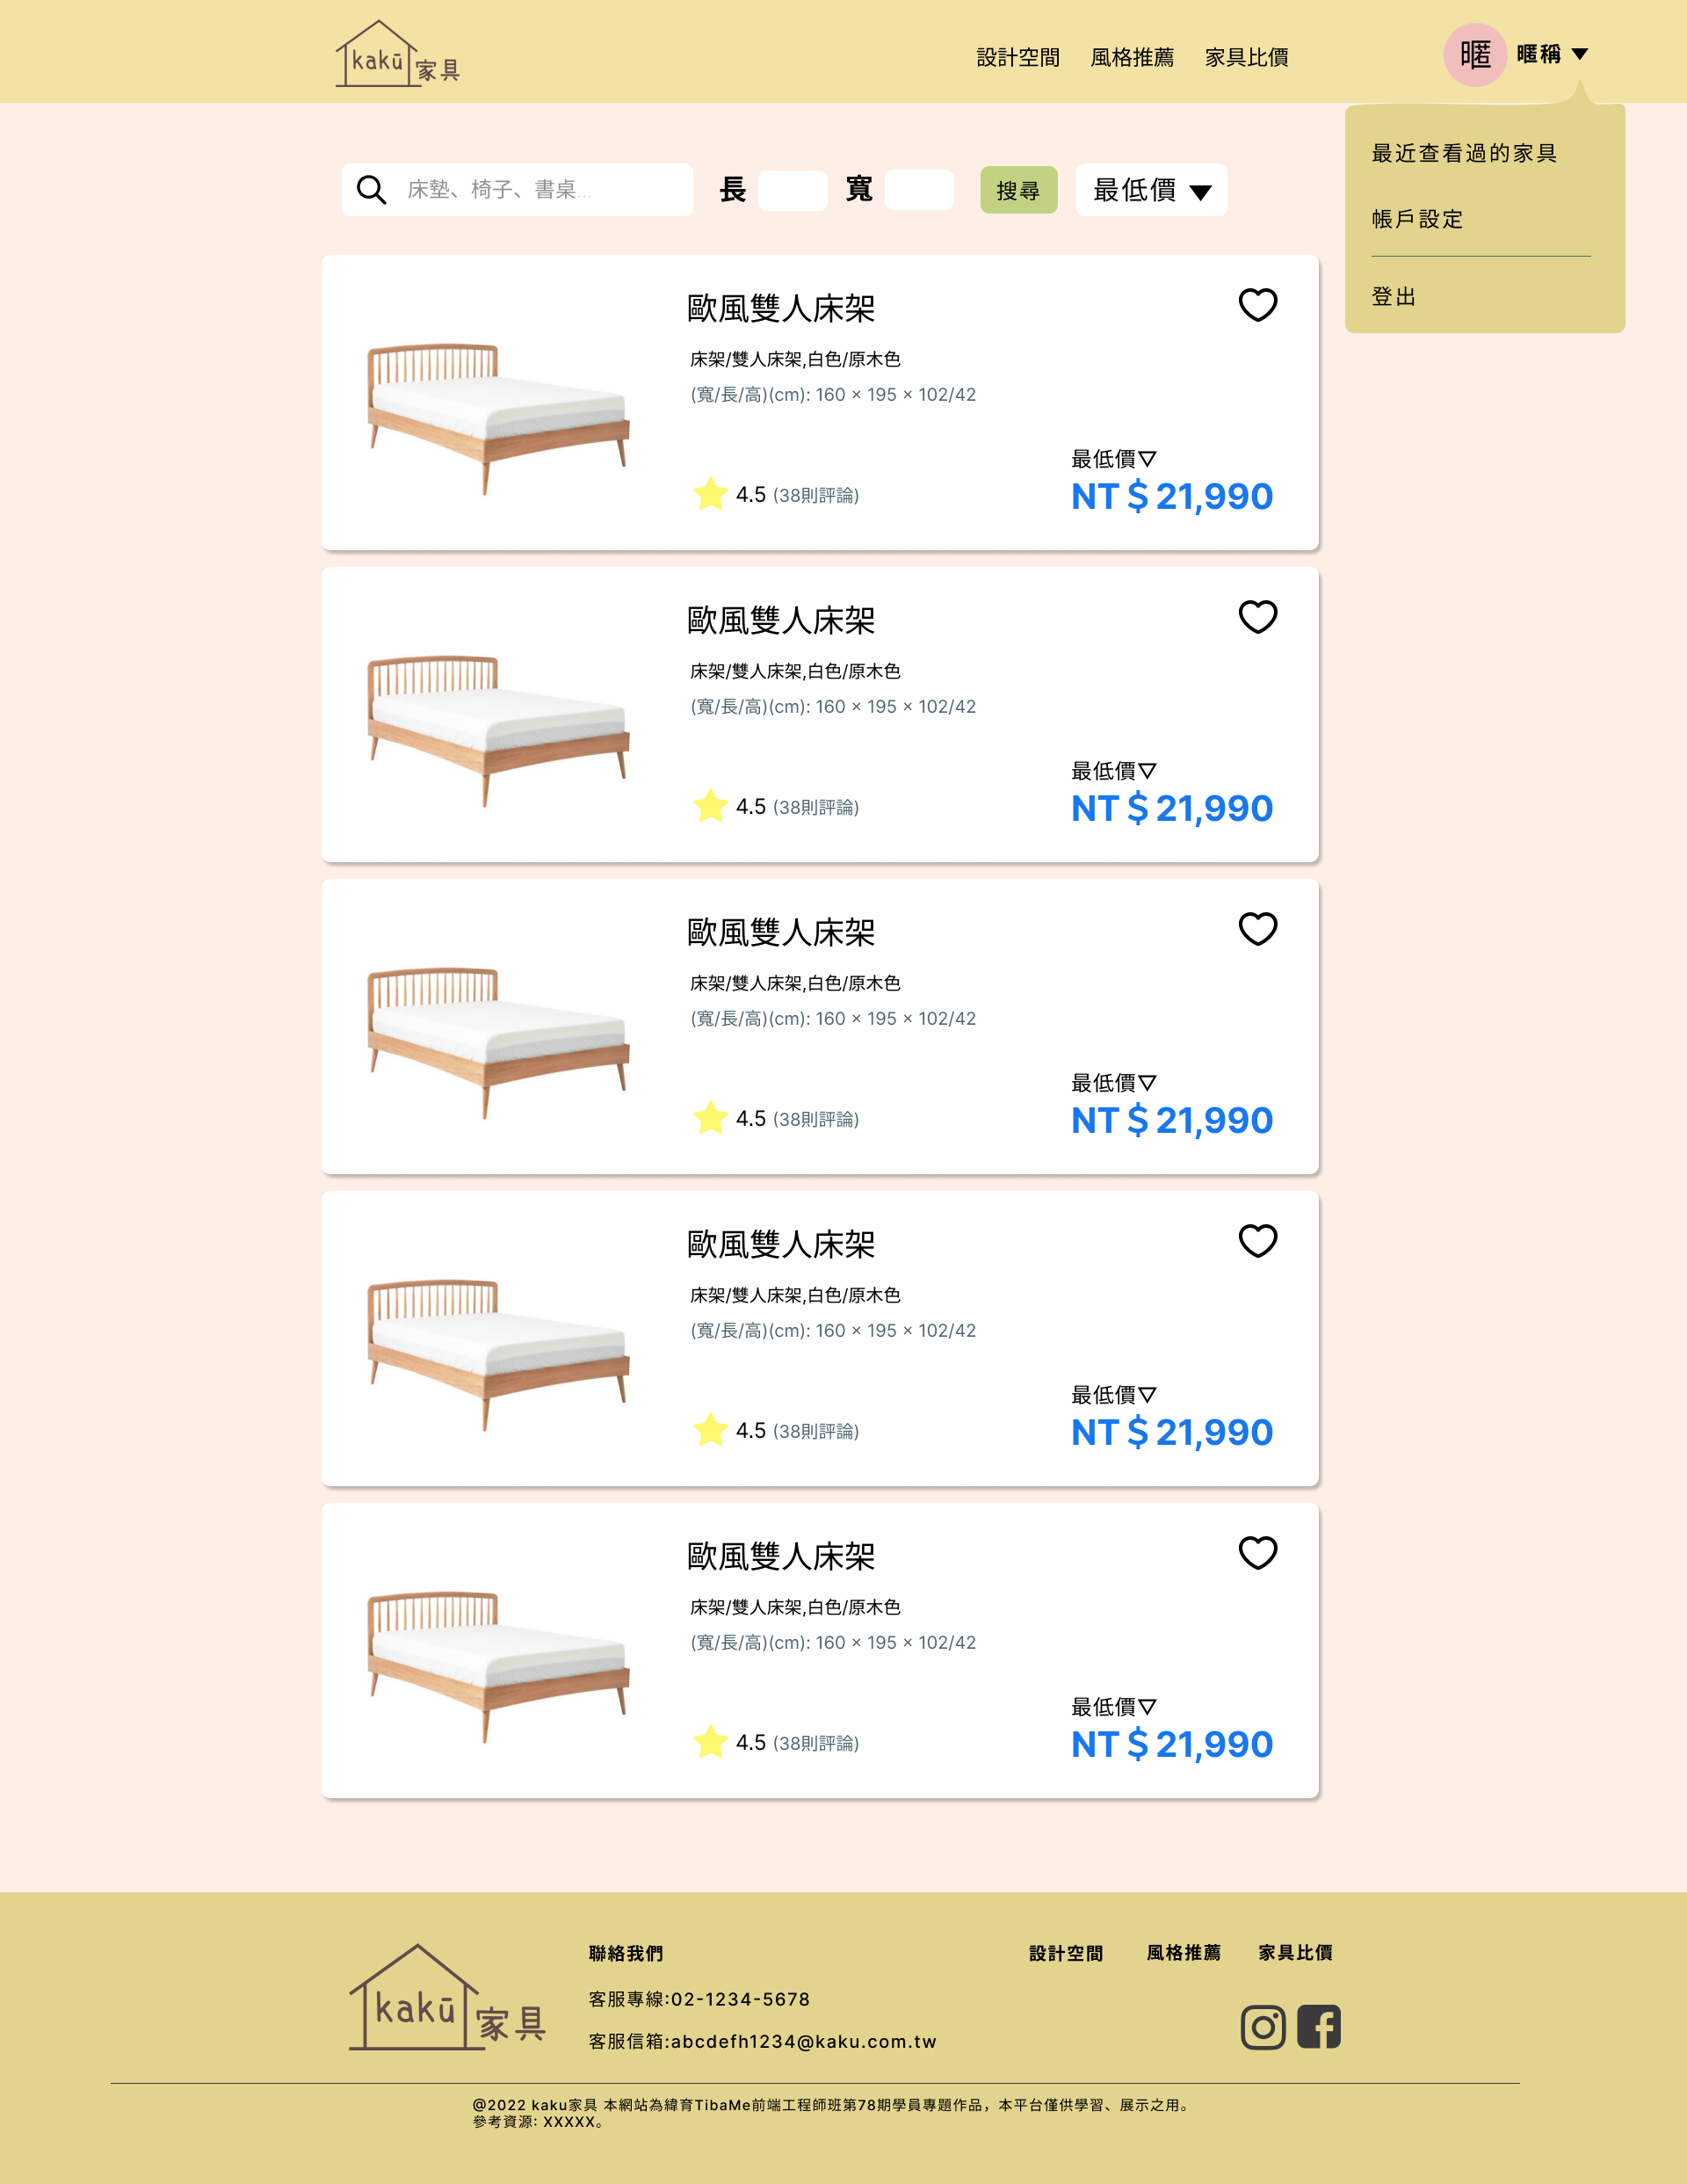 kakū家具
設計空間 風格推薦 家具比價
暱 暱稱
最近查看過的家具
帳戶設定
登出
床墊、椅子、書桌... 長 寬 搜尋 最低價
歐風雙人床架
床架/雙人床架,白色/原木色
(寬/長/高)(cm): 160 × 195 × 102/42
最低價▽
4.5 (38則評論)
NT＄21,990
歐風雙人床架
床架/雙人床架,白色/原木色
(寬/長/高)(cm): 160 × 195 × 102/42
最低價▽
4.5 (38則評論)
NT＄21,990
歐風雙人床架
床架/雙人床架,白色/原木色
(寬/長/高)(cm): 160 × 195 × 102/42
最低價▽
4.5 (38則評論)
NT＄21,990
歐風雙人床架
床架/雙人床架,白色/原木色
(寬/長/高)(cm): 160 × 195 × 102/42
最低價▽
4.5 (38則評論)
NT＄21,990
歐風雙人床架
床架/雙人床架,白色/原木色
(寬/長/高)(cm): 160 × 195 × 102/42
最低價▽
4.5 (38則評論)
NT＄21,990
kakū家具
聯絡我們
客服專線:02-1234-5678
客服信箱:abcdefh1234@kaku.com.tw
設計空間 風格推薦 家具比價
@2022 kaku家具 本網站為緯育TibaMe前端工程師班第78期學員專題作品，本平台僅供學習、展示之用。
參考資源: XXXXX。